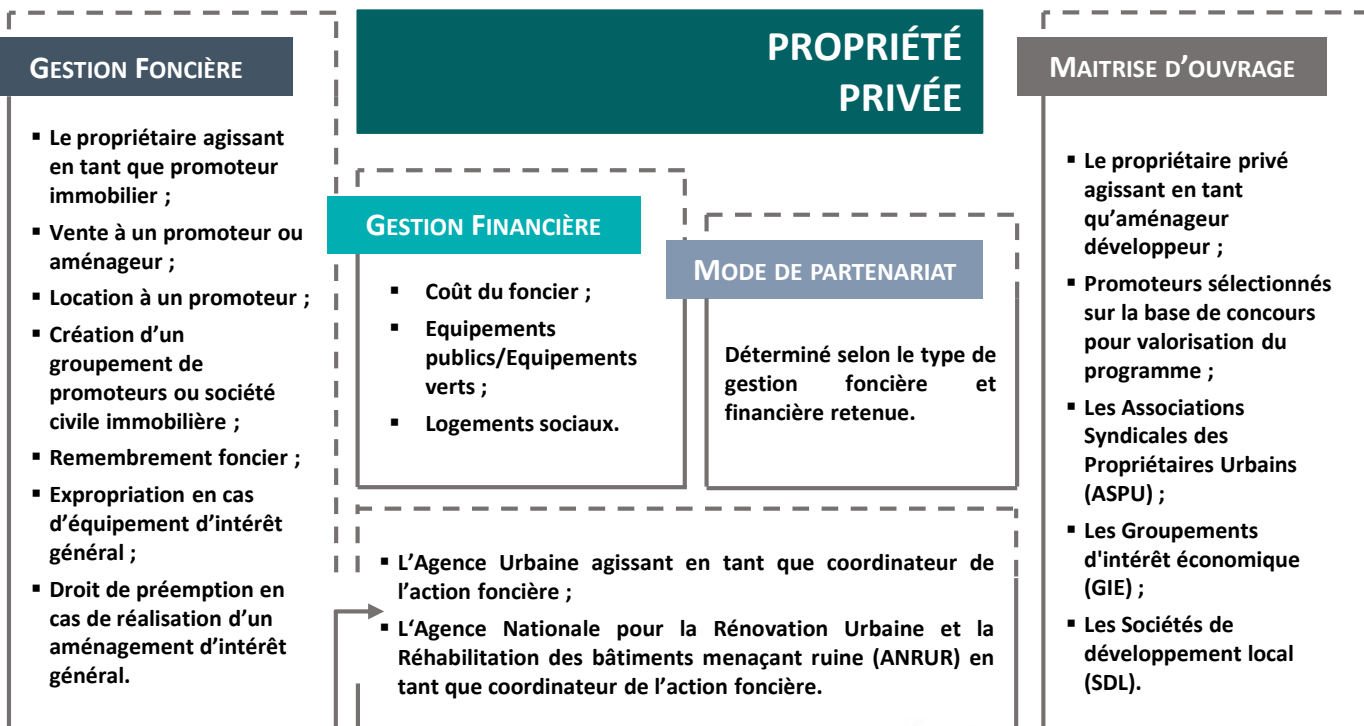 PROPRIÉTÉ
PRIVÉE
GESTION FONCIÈRE
▪ Le propriétaire agissant
en tant que promoteur
immobilier ;
▪ Vente à un promoteur ou
aménageur ;
▪ Location à un promoteur ;
▪ Création d’un
groupement de
promoteurs ou société
civile immobilière ;
▪ Remembrement foncier ;
▪ Expropriation en cas
d’équipement d’intérêt
général ;
▪ Droit de préemption en
cas de réalisation d’un
aménagement d’intérêt
général.
GESTION FINANCIÈRE
▪ Coût du foncier ;
▪ Equipements
publics/Equipements
verts ;
▪ Logements sociaux.
MODE DE PARTENARIAT
Déterminé selon le type de
gestion foncière et
financière retenue.
▪ L’Agence Urbaine agissant en tant que coordinateur de
l’action foncière ;
▪ L‘Agence Nationale pour la Rénovation Urbaine et la
Réhabilitation des bâtiments menaçant ruine (ANRUR) en
tant que coordinateur de l’action foncière.
MAITRISE D’OUVRAGE
▪ Le propriétaire privé
agissant en tant
qu’aménageur
développeur ;
▪ Promoteurs sélectionnés
sur la base de concours
pour valorisation du
programme ;
▪ Les Associations
Syndicales des
Propriétaires Urbains
(ASPU) ;
▪ Les Groupements
d'intérêt économique
(GIE) ;
▪ Les Sociétés de
développement local
(SDL).